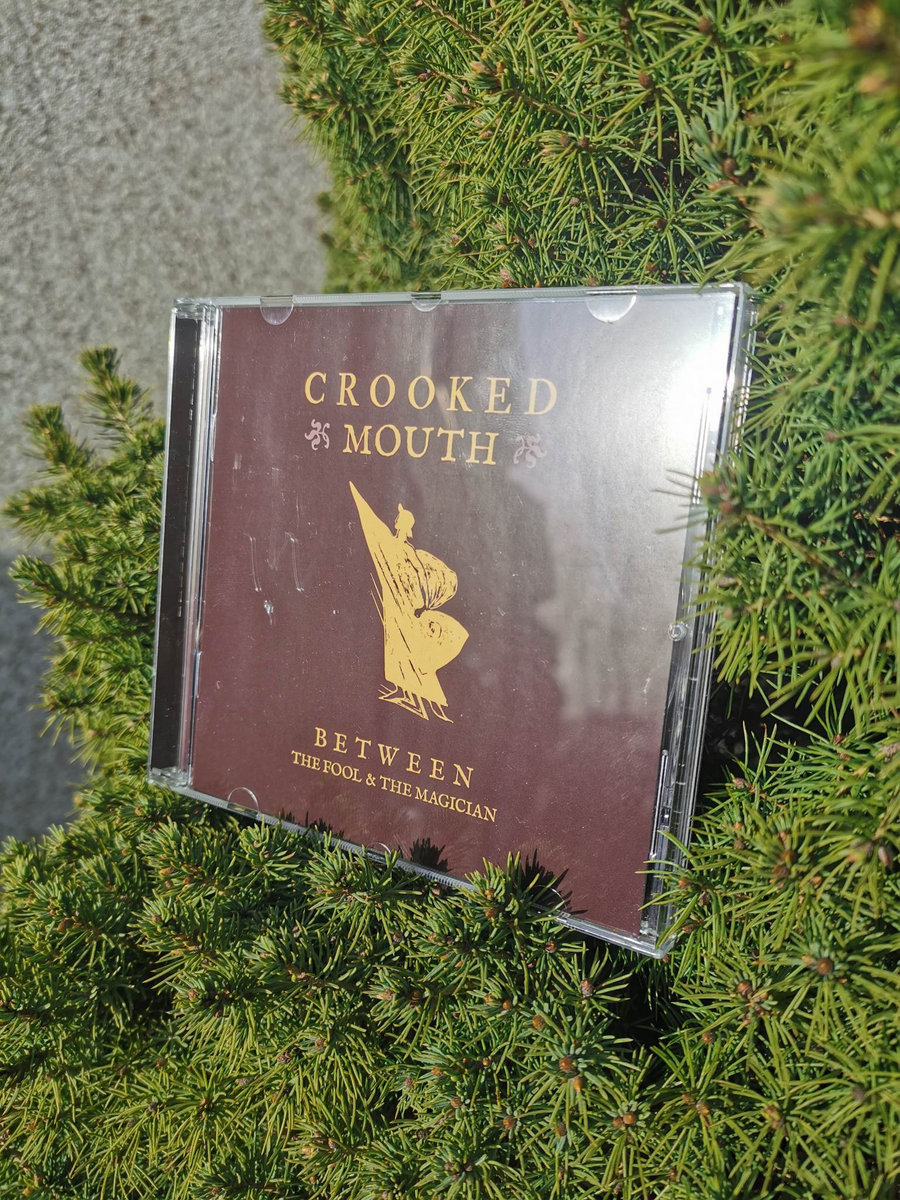 CROOKED
MOUTH
BETWEEN
THE FOOL & THE MAGICIAN